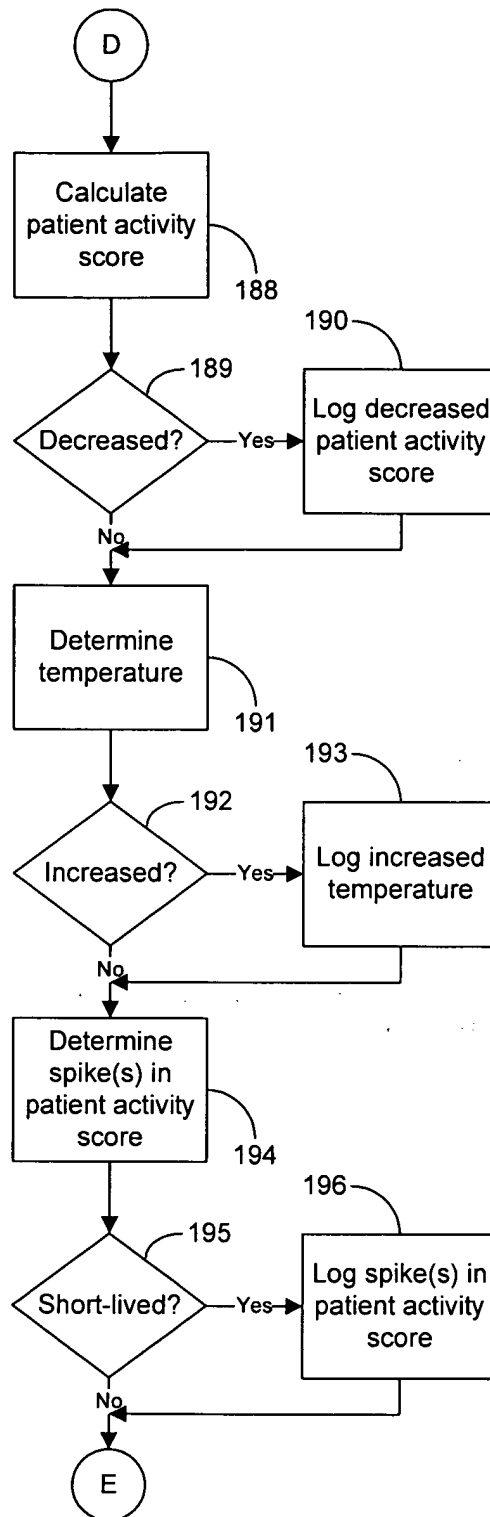 D
Calculate
patient activity
score
188
189
190
Decreased?
Yes
Log decreased
patient activity
score
No
Determine
temperature
191
192
193
Increased?
Yes
Log increased
temperature
No
Determine
spike(s) in
patient activity
score
194
195
196
Short-lived?
Yes
Log spike(s) in
patient activity
score
No
E